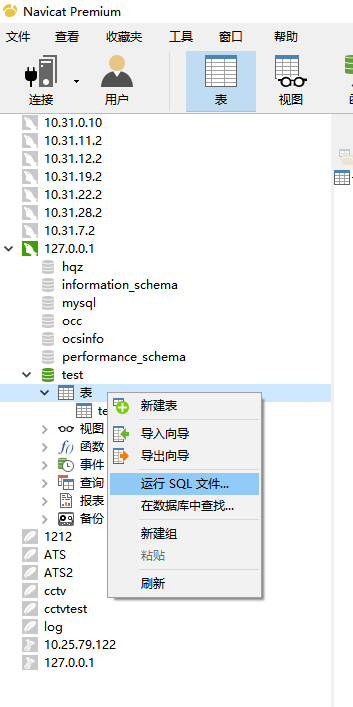 Navicat Premium
文件 查看 收藏夹 工具 窗口 帮助
连接 用户 表 视图
10.31.0.10
10.31.11.2
10.31.12.2
10.31.19.2
10.31.22.2
10.31.28.2
10.31.7.2
127.0.0.1
hqz
information_schema
mysql
occ
ocsinfo
performance_schema
test
表
te
视图
函数
事件
查询
报表
备份
新建表
导入向导
导出向导
运行 SQL 文件...
在数据库中查找...
新建组
粘贴
刷新
1212
ATS
ATS2
cctv
cctvtest
log
10.25.79.122
127.0.0.1